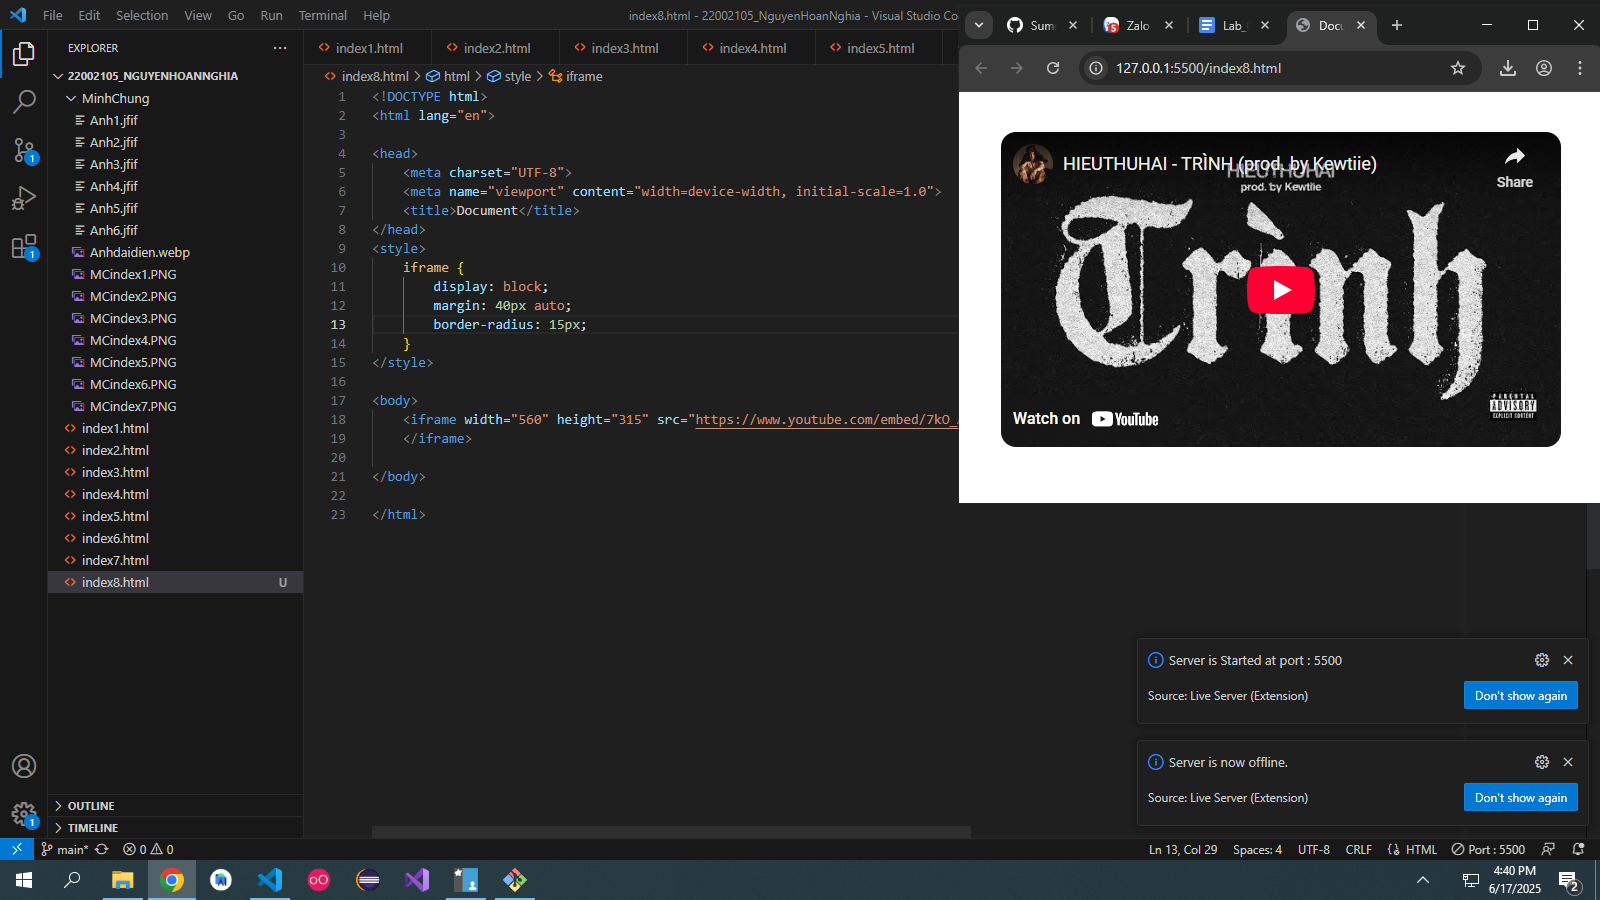 File Edit Selection View Go Run Terminal Help
index8.html - 22002105_NguyenHoanNghia - Visual Studio Co
EXPLORER
22002105_NGUYENHOANNGHIA
MinhChung
Anh1.jfif
Anh2.jfif
Anh3.jfif
Anh4.jfif
Anh5.jfif
Anh6.jfif
Anhdaidien.webp
MCindex1.PNG
MCindex2.PNG
MCindex3.PNG
MCindex4.PNG
MCindex5.PNG
MCindex6.PNG
MCindex7.PNG
index1.html
index2.html
index3.html
index4.html
index5.html
index6.html
index7.html
index8.html U
OUTLINE
TIMELINE
1
1
1
index1.html index2.html index3.html index4.html index5.html
index8.html > html > style > iframe
1 <!DOCTYPE html>
2 <html lang="en">
3
4 <head>
5 <meta charset="UTF-8">
6 <meta name="viewport" content="width=device-width, initial-scale=1.0">
7 <title>Document</title>
8 </head>
9 <style>
10 iframe {
11 display: block;
12 margin: 40px auto;
13 border-radius: 15px;
14 }
15 </style>
16
17 <body>
18 <iframe width="560" height="315" src="https://www.youtube.com/embed/7kO_
19 </iframe>
20
21 </body>
22
23 </html>
Sum Zalo Lab_ Docu
127.0.0.1:5500/index8.html
HIEUTHUHAI - TRÌNH (prod. by Kewtiie)
Share
HIEUTHUHAI
prod. by Kewtiie
Trình
Watch on YouTube
PARENTAL
ADVISORY
EXPLICIT CONTENT
Server is Started at port : 5500
Source: Live Server (Extension)
Don't show again
Server is now offline.
Source: Live Server (Extension)
Don't show again
main* 0 0
Ln 13, Col 29 Spaces: 4 UTF-8 CRLF HTML Port : 5500
4:40 PM
6/17/2025
2